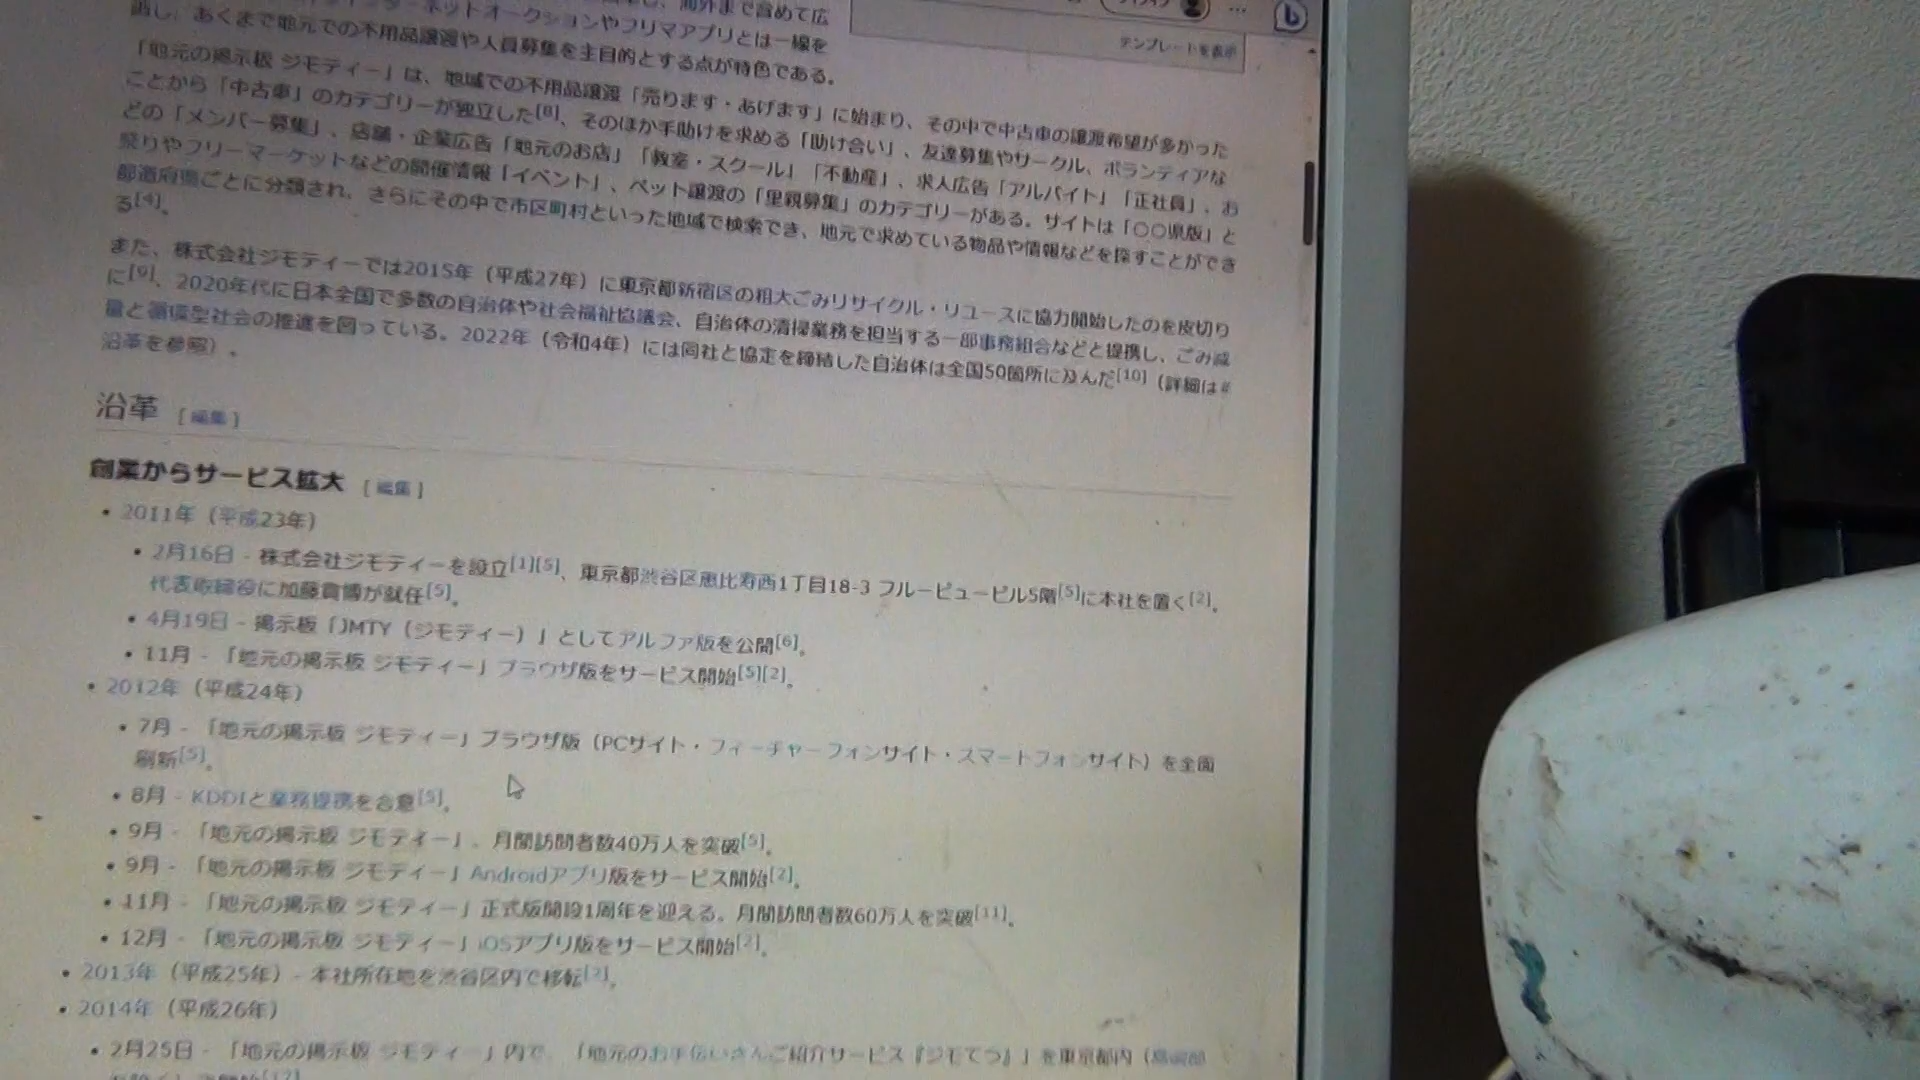 ネットオークションやフリマアプリとは一線を
画し、あくまで地元での不用品譲渡や人員募集を主目的とする点が特色である。
テンプレートを表示
「地元の掲示板 ジモティー」は、地域での不用品譲渡「売ります・あげます」に始まり、その中で中古車の譲渡希望が多かった
ことから「中古車」のカテゴリーが独立した[8]、そのほか手助けを求める「助け合い」、友達募集やサークル、ボランティアな
どの「メンバー募集」、店舗・企業広告「地元のお店」「教室・スクール」「不動産」、求人広告「アルバイト」「正社員」、お
祭りやフリーマーケットなどの開催情報「イベント」、ペット譲渡の「里親募集」のカテゴリーがある。サイトは「○○県版」と
都道府県ごとに分類され、さらにその中で市区町村といった地域で検索でき、地元で求めている物品や情報などを探すことができ
る[4]。
また、株式会社ジモティーでは2015年（平成27年）に東京都新宿区の粗大ごみリサイクル・リユースに協力開始したのを皮切り
に[9]、2020年代に日本全国で多数の自治体や社会福祉協議会、自治体の清掃業務を担当する一部事務組合などと提携し、ごみ減
量と循環型社会の推進を図っている。2022年（令和4年）には同社と協定を締結した自治体は全国50箇所に及んだ[10]（詳細は#
沿革を参照）。
沿革 [編集]
創業からサービス拡大 [編集]
• 2011年（平成23年）
• 2月16日 - 株式会社ジモティーを設立[1][5]、東京都渋谷区恵比寿西1丁目18-3 フルービュービル5階[5]に本社を置く[2]。
代表取締役に加藤貴博が就任[5]。
• 4月19日 - 掲示板「JMTY（ジモティー）」としてアルファ版を公開[6]。
• 11月 - 「地元の掲示板 ジモティー」ブラウザ版をサービス開始[5][2]。
• 2012年（平成24年）
• 7月 - 「地元の掲示板 ジモティー」ブラウザ版（PCサイト・フィーチャーフォンサイト・スマートフォンサイト）を全面
刷新[5]。
• 8月 - KDDIと業務提携を合意[5]。
• 9月 - 「地元の掲示板 ジモティー」、月間訪問者数40万人を突破[5]。
• 9月 - 「地元の掲示板 ジモティー」Androidアプリ版をサービス開始[2]。
• 11月 - 「地元の掲示板 ジモティー」正式版開設1周年を迎える。月間訪問者数60万人を突破[11]。
• 12月 - 「地元の掲示板 ジモティー」iOSアプリ版をサービス開始[2]。
• 2013年（平成25年） - 本社所在地を渋谷区内で移転[2]。
• 2014年（平成26年）
• 2月25日 - 「地元の掲示板 ジモティー」内で、「地元のお手伝いさんご紹介サービス『ジモてつ』」を東京都内（島嶼部